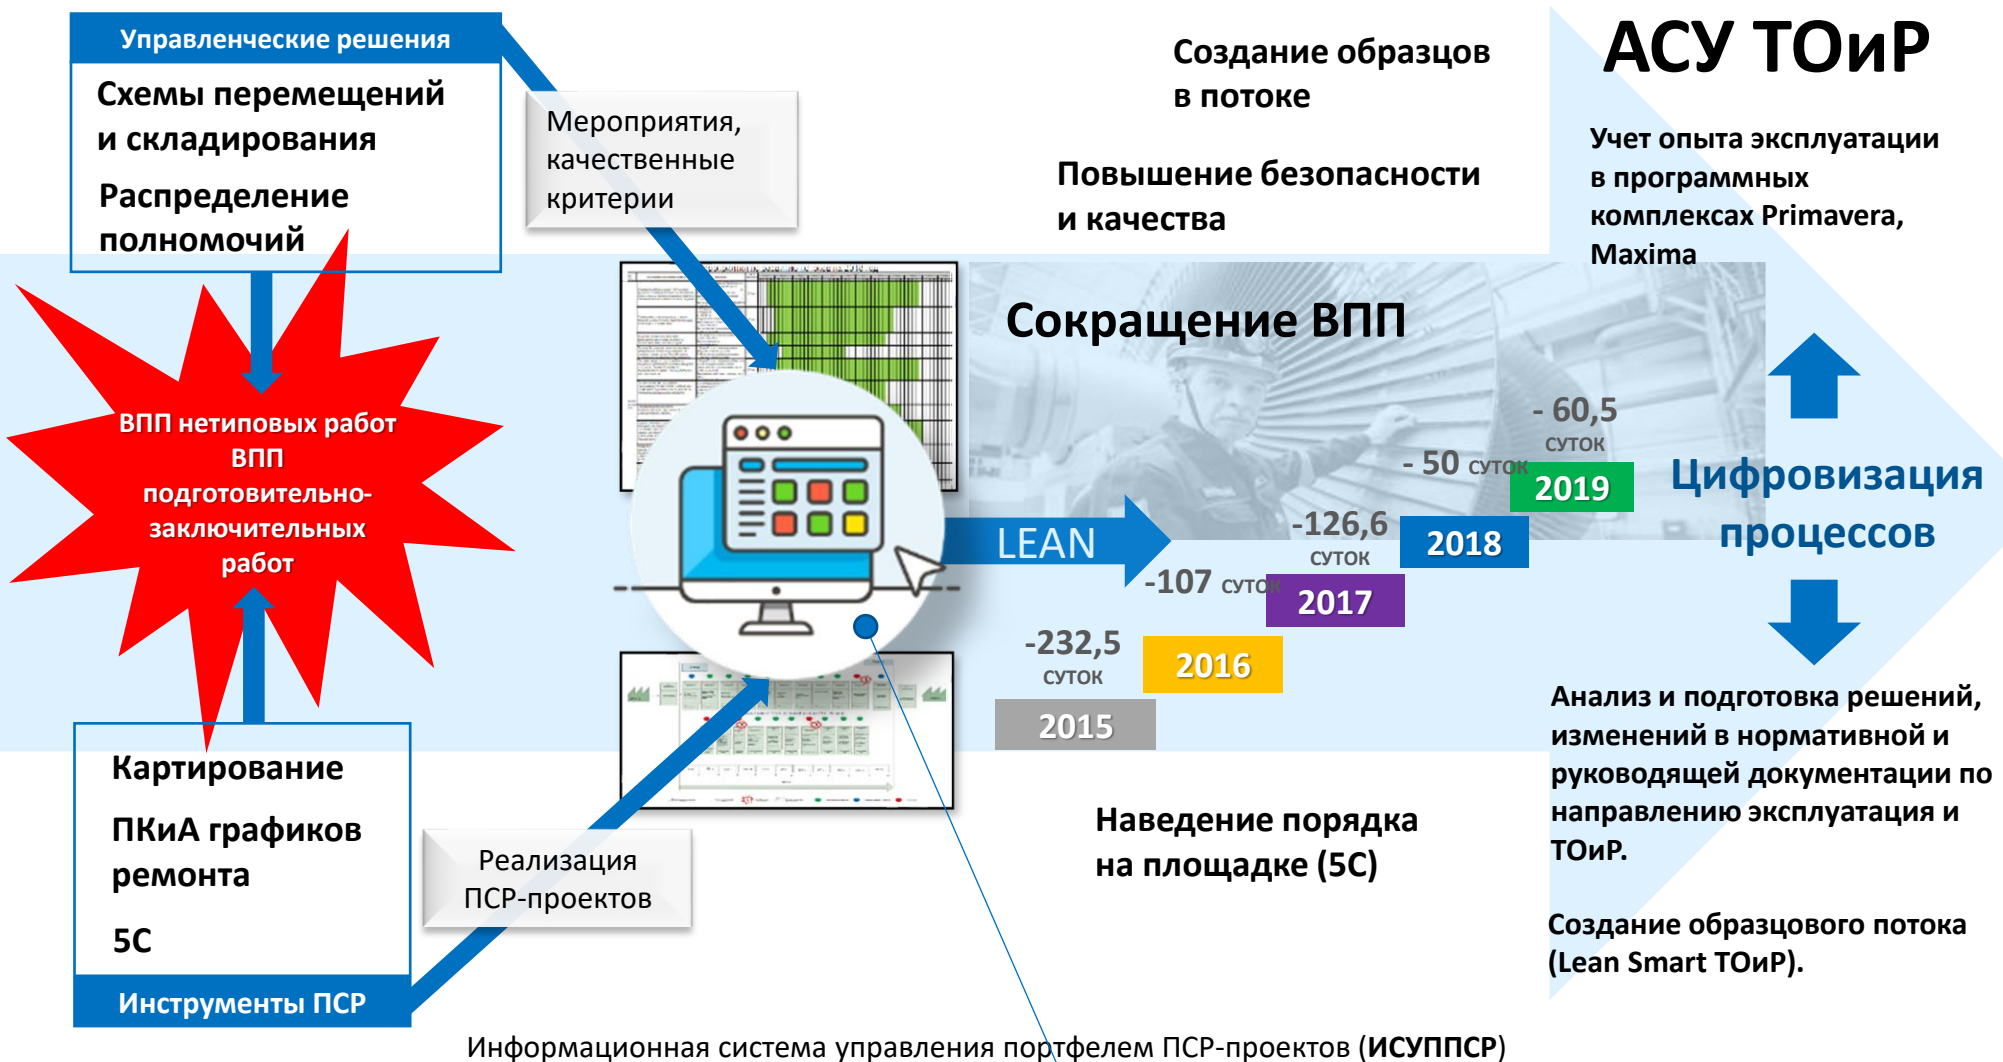 Управленческие решения
Схемы перемещений
и складирования
Распределение
полномочий
Мероприятия,
качественные
критерии
ВПП нетиповых работ
ВПП
подготовительно-
заключительных
работ
Картирование
ПКиА графиков
ремонта
5С
Инструменты ПСР
Реализация
ПСР-проектов
Создание образцов
в потоке
Повышение безопасности
и качества
Сокращение ВПП
LEAN
-232,5
суток
2015
-107 суток
2016
-126,6
суток
2017
- 50 суток
2018
- 60,5
суток
2019
Наведение порядка
на площадке (5С)
АСУ ТОиР
Учет опыта эксплуатации
в программных
комплексах Primavera,
Maxima
Цифровизация
процессов
Анализ и подготовка решений,
изменений в нормативной и
руководящей документации по
направлению эксплуатация и
ТОиР.
Создание образцового потока
(Lean Smart ТОиР).
Информационная система управления портфелем ПСР-проектов (ИСУППСР)